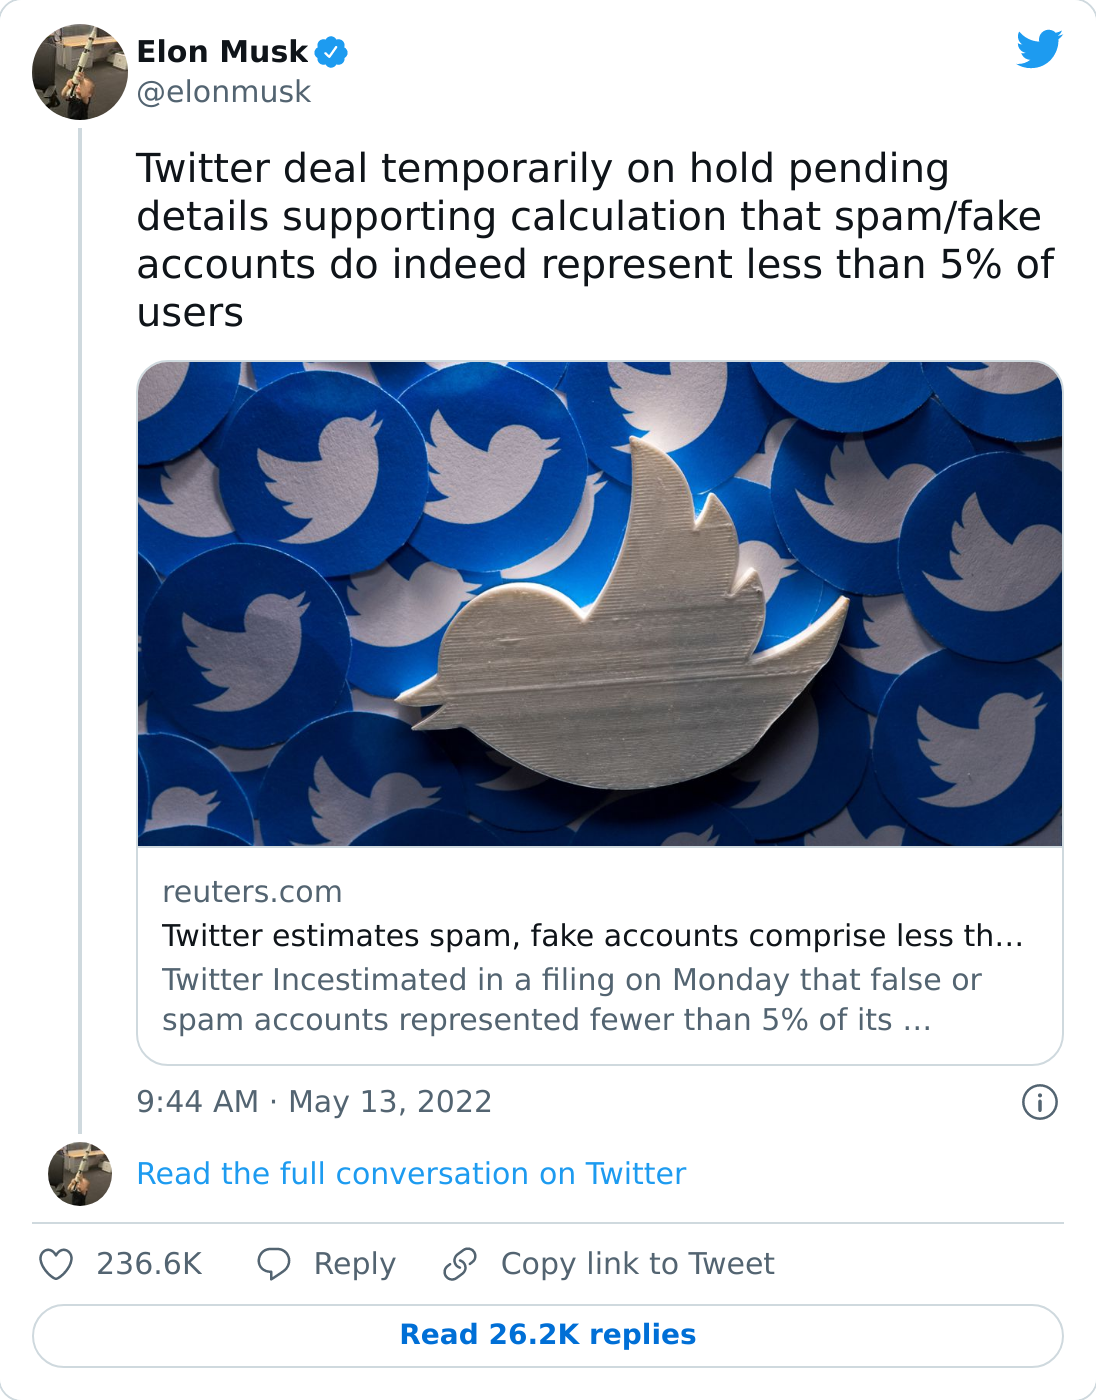 Elon Musk
@elonmusk
Twitter deal temporarily on hold pending
details supporting calculation that spam/fake
accounts do indeed represent less than 5% of
users
reuters.com
Twitter estimates spam, fake accounts comprise less th...
Twitter Incestimated in a filing on Monday that false or
spam accounts represented fewer than 5% of its ...
9:44 AM · May 13, 2022
Read the full conversation on Twitter
236.6K Reply Copy link to Tweet
Read 26.2K replies